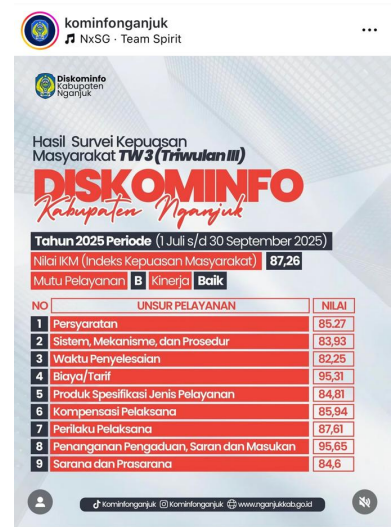 kominfonganjuk
NxSG · Team Spirit
Diskominfo
Kabupaten
Nganjuk
Hasil Survei Kepuasan
Masyarakat TW 3 (Triwulan III)
DISKOMINFO
Kabupaten Nganjuk
Tahun 2025 Periode (1 Juli s/d 30 September 2025)
Nilai IKM (Indeks Kepuasan Masyarakat) 87,26
Mutu Pelayanan B Kinerja Baik
NO UNSUR PELAYANAN NILAI
1 Persyaratan 85.27
2 Sistem, Mekanisme, dan Prosedur 83,93
3 Waktu Penyelesaian 82,25
4 Biaya/Tarif 95,31
5 Produk Spesifikasi Jenis Pelayanan 84,81
6 Kompensasi Pelaksana 85,94
7 Perilaku Pelaksana 87,61
8 Penanganan Pengaduan, Saran dan Masukan 95,65
9 Sarana dan Prasarana 84,6
Kominfonganjuk Kominfonganjuk www.nganjukkab.go.id